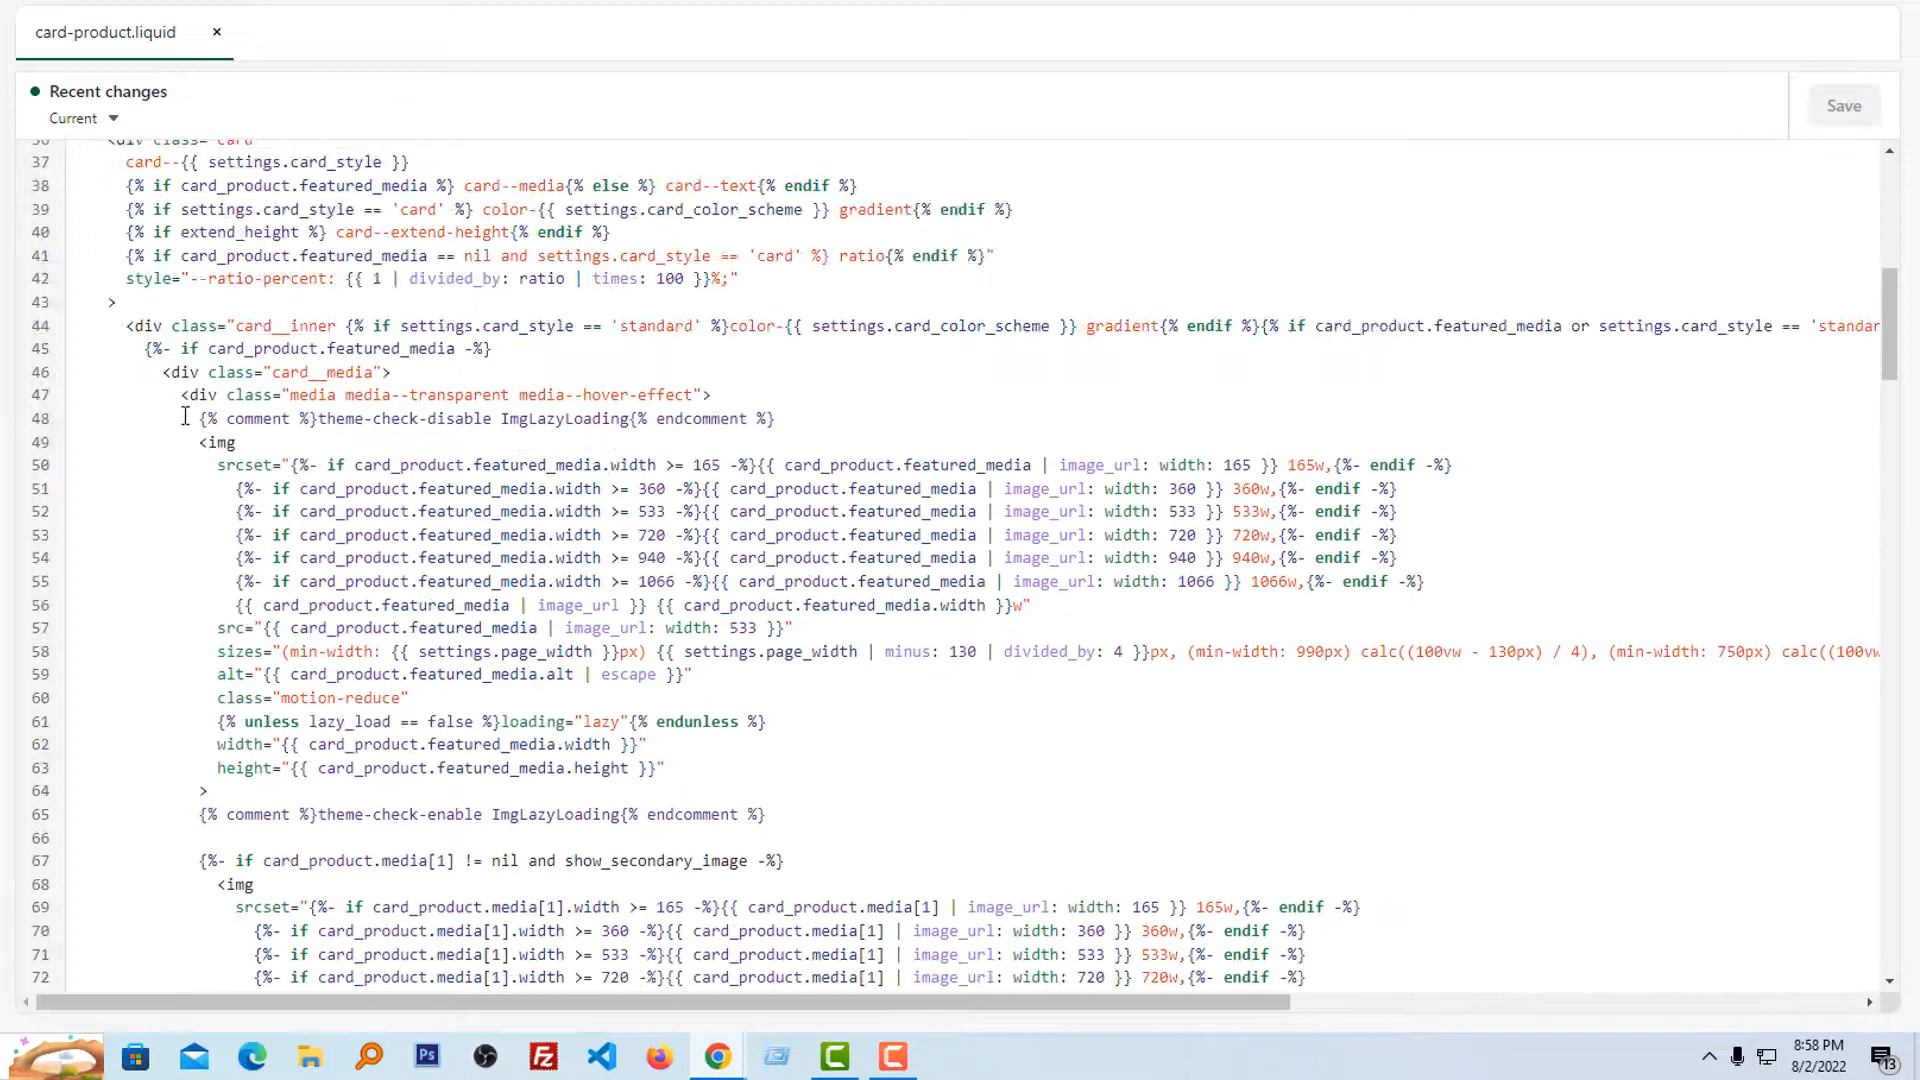 card-product.liquid ×
Recent changes
Current
Save
36 <div class="card
37 card--{{ settings.card_style }}
38 {% if card_product.featured_media %} card--media{% else %} card--text{% endif %}
39 {% if settings.card_style == 'card' %} color-{{ settings.card_color_scheme }} gradient{% endif %}
40 {% if extend_height %} card--extend-height{% endif %}
41 {% if card_product.featured_media == nil and settings.card_style == 'card' %} ratio{% endif %}"
42 style="--ratio-percent: {{ 1 | divided_by: ratio | times: 100 }}%;"
43 >
44 <div class="card__inner {% if settings.card_style == 'standard' %}color-{{ settings.card_color_scheme }} gradient{% endif %}{% if card_product.featured_media or settings.card_style == 'standar
45 {%- if card_product.featured_media -%}
46 <div class="card__media">
47 <div class="media media--transparent media--hover-effect">
48 {% comment %}theme-check-disable ImgLazyLoading{% endcomment %}
49 <img
50 srcset="{%- if card_product.featured_media.width >= 165 -%}{{ card_product.featured_media | image_url: width: 165 }} 165w,{%- endif -%}
51 {%- if card_product.featured_media.width >= 360 -%}{{ card_product.featured_media | image_url: width: 360 }} 360w,{%- endif -%}
52 {%- if card_product.featured_media.width >= 533 -%}{{ card_product.featured_media | image_url: width: 533 }} 533w,{%- endif -%}
53 {%- if card_product.featured_media.width >= 720 -%}{{ card_product.featured_media | image_url: width: 720 }} 720w,{%- endif -%}
54 {%- if card_product.featured_media.width >= 940 -%}{{ card_product.featured_media | image_url: width: 940 }} 940w,{%- endif -%}
55 {%- if card_product.featured_media.width >= 1066 -%}{{ card_product.featured_media | image_url: width: 1066 }} 1066w,{%- endif -%}
56 {{ card_product.featured_media | image_url }} {{ card_product.featured_media.width }}w"
57 src="{{ card_product.featured_media | image_url: width: 533 }}"
58 sizes="(min-width: {{ settings.page_width }}px) {{ settings.page_width | minus: 130 | divided_by: 4 }}px, (min-width: 990px) calc((100vw - 130px) / 4), (min-width: 750px) calc((100vw
59 alt="{{ card_product.featured_media.alt | escape }}"
60 class="motion-reduce"
61 {% unless lazy_load == false %}loading="lazy"{% endunless %}
62 width="{{ card_product.featured_media.width }}"
63 height="{{ card_product.featured_media.height }}"
64 >
65 {% comment %}theme-check-enable ImgLazyLoading{% endcomment %}
66
67 {%- if card_product.media[1] != nil and show_secondary_image -%}
68 <img
69 srcset="{%- if card_product.media[1].width >= 165 -%}{{ card_product.media[1] | image_url: width: 165 }} 165w,{%- endif -%}
70 {%- if card_product.media[1].width >= 360 -%}{{ card_product.media[1] | image_url: width: 360 }} 360w,{%- endif -%}
71 {%- if card_product.media[1].width >= 533 -%}{{ card_product.media[1] | image_url: width: 533 }} 533w,{%- endif -%}
72 {%- if card_product.media[1].width >= 720 -%}{{ card_product.media[1] | image_url: width: 720 }} 720w,{%- endif -%}
Ps
8:58 PM
8/2/2022
13